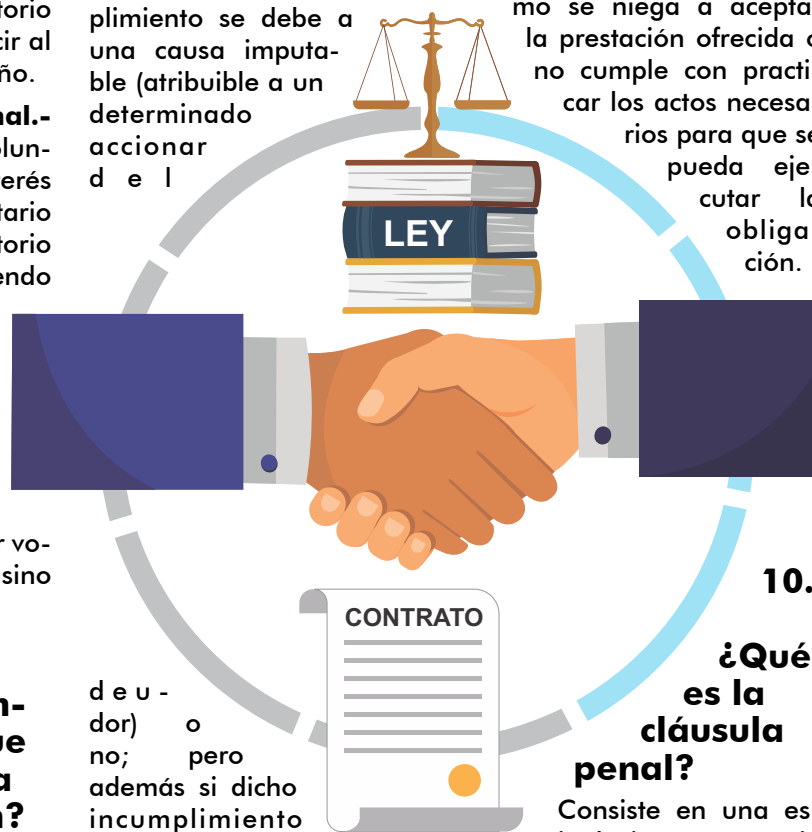 torio
cir al
ño.
nal.-
olun-
erés
tario
torio
endo
r vo-
sino
n-
ue
a
n?
plimiento se debe a
una causa imputa-
ble (atribuible a un
determinado
accionar
d e l
d e u -
dor) o
no; pero
además si dicho
incumplimiento
LEY
CONTRATO
mo se niega a acepta
la prestación ofrecida o
no cumple con practi
car los actos necesa
rios para que se
pueda eje
cutar la
obliga
ción.
10.
¿Qué
es la
cláusula
penal?
Consiste en una es